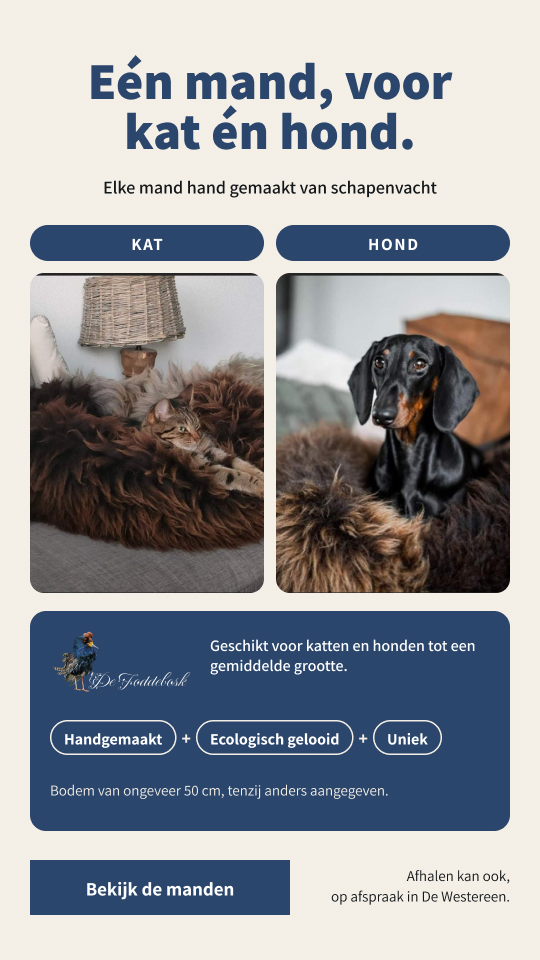 Eén mand, voor
kat én hond.
Elke mand hand gemaakt van schapenvacht
KAT
HOND
Geschikt voor katten en honden tot een
gemiddelde grootte.
De Foddebosk
Handgemaakt + Ecologisch gelooid + Uniek
Bodem van ongeveer 50 cm, tenzij anders aangegeven.
Bekijk de manden
Afhalen kan ook,
op afspraak in De Westereen.